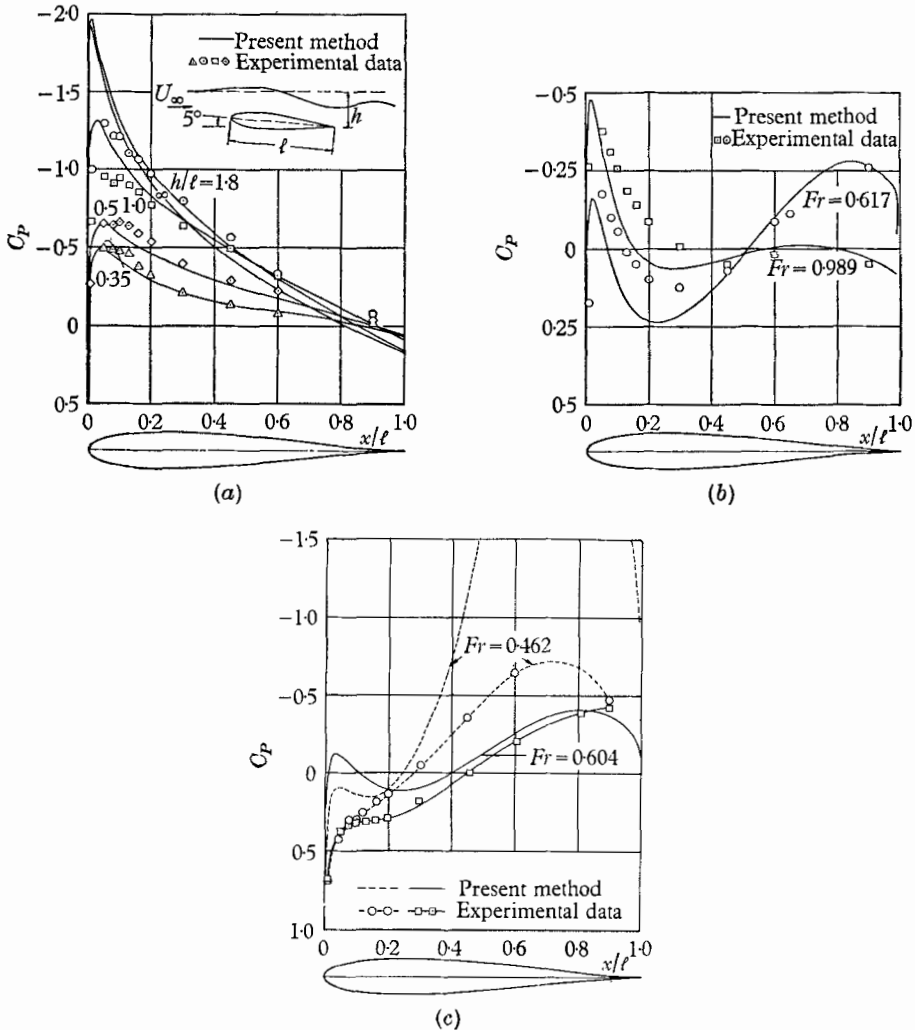 −2·0
−1·5
−1·0
−0·5
0
0·5
C_P
Present method
Experimental data
U_∞
5°
h
ℓ
h/ℓ=1·8
0·5 1·0
0·35
0 0·2 0·4 0·6 0·8 1·0
x/ℓ
(a)
−0·5
−0·25
0
0·25
0·5
C_P
Present method
Experimental data
Fr=0·617
Fr=0·989
0 0·2 0·4 0·6 0·8 1·0
x/ℓ
(b)
−1·5
−1·0
−0·5
0
0·5
1·0
C_P
Fr=0·462
Fr=0·604
Present method
Experimental data
0 0·2 0·4 0·6 0·8 1·0
x/ℓ
(c)